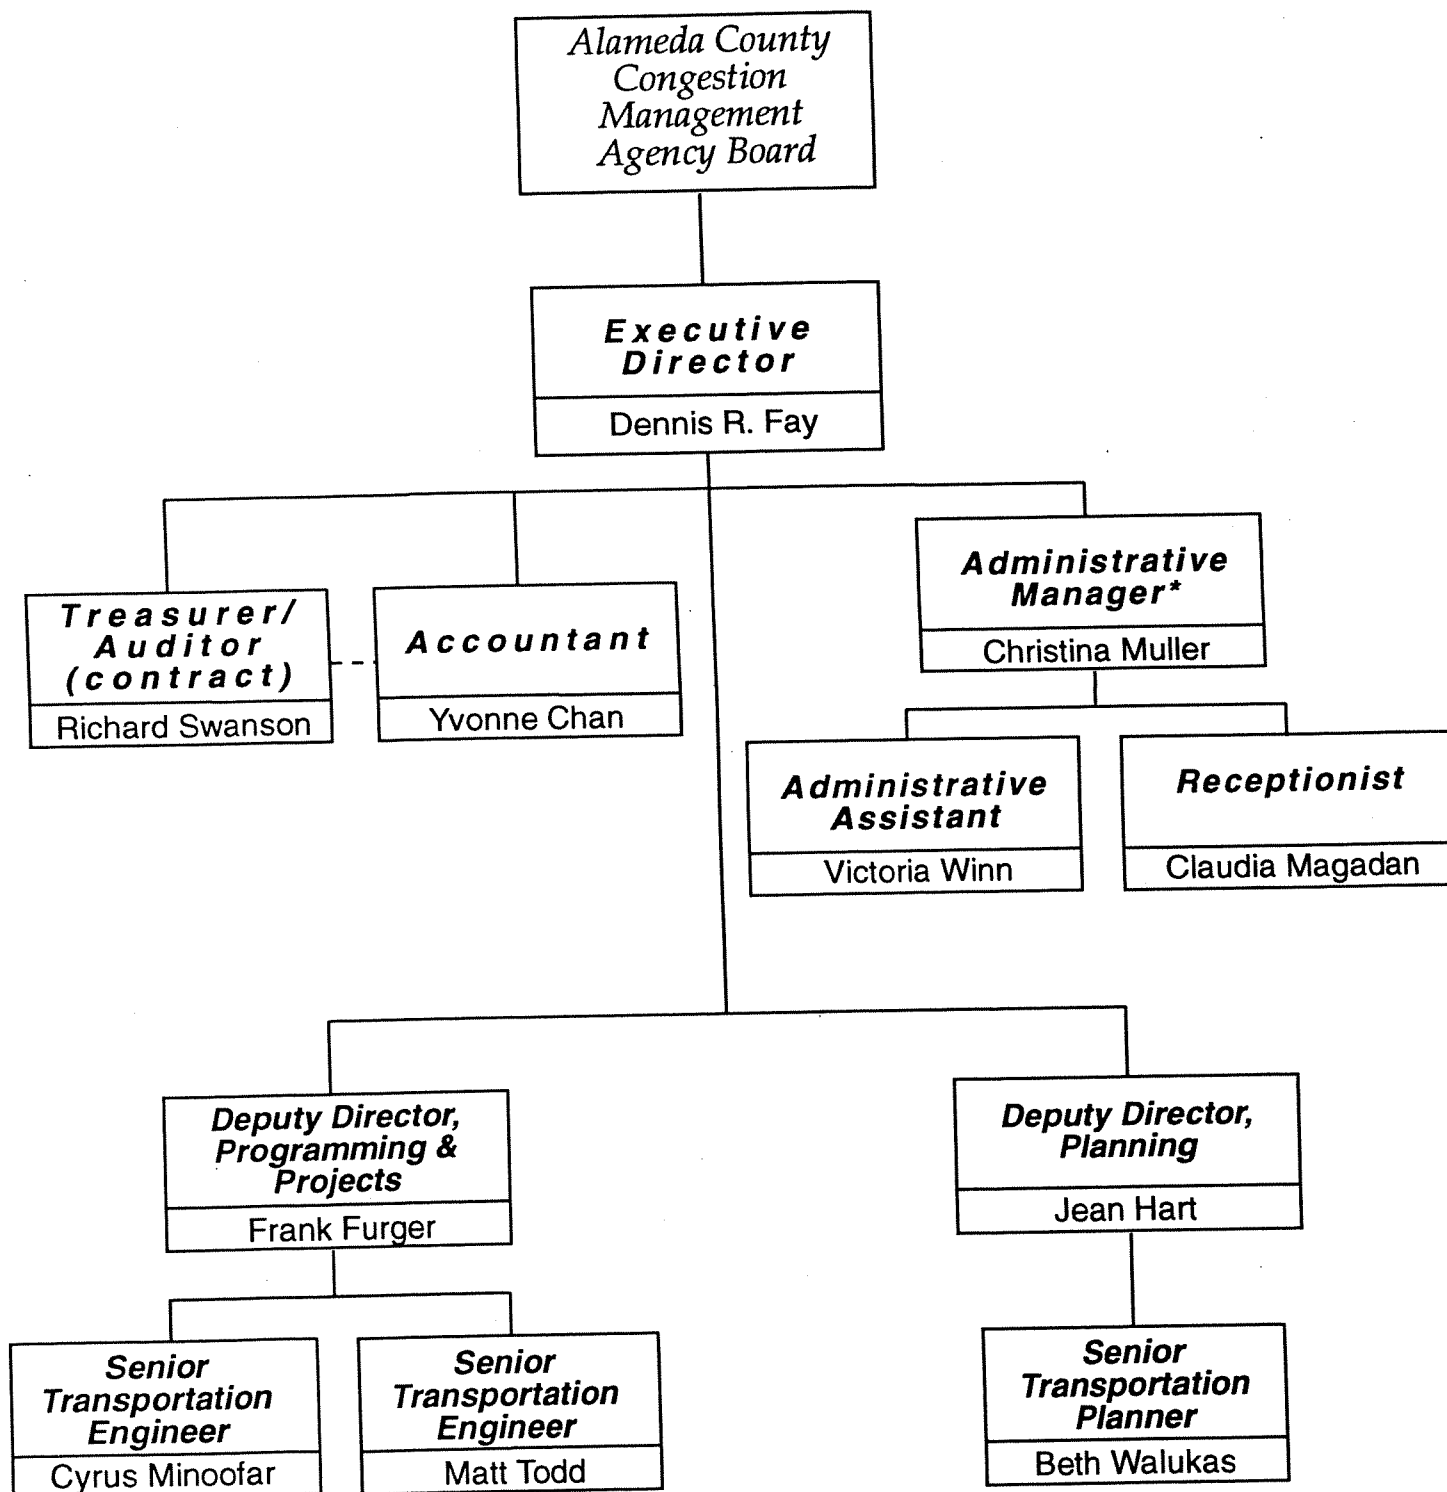 Alameda County
Congestion
Management
Agency Board
Executive
Director
Dennis R. Fay
Treasurer/
Auditor
(contract)
Richard Swanson
Accountant
Yvonne Chan
Administrative
Manager*
Christina Muller
Administrative
Assistant
Victoria Winn
Receptionist
Claudia Magadan
Deputy Director,
Programming &
Projects
Frank Furger
Deputy Director,
Planning
Jean Hart
Senior
Transportation
Engineer
Cyrus Minoofar
Senior
Transportation
Engineer
Matt Todd
Senior
Transportation
Planner
Beth Walukas